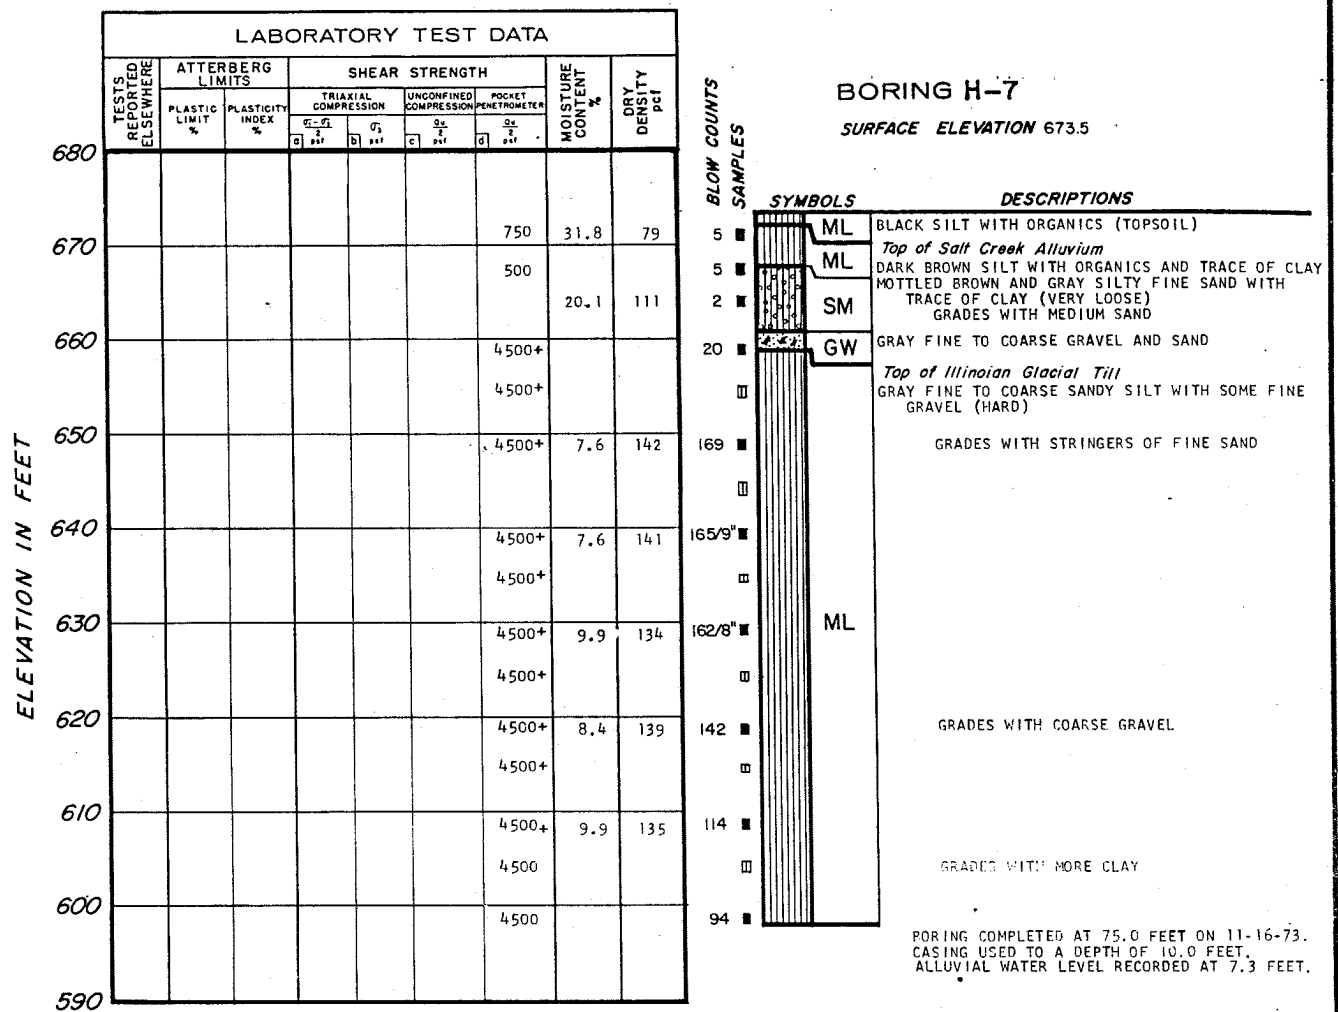 LABORATORY TEST DATA
TESTS REPORTED ELSEWHERE
ATTERBERG LIMITS
SHEAR STRENGTH
MOISTURE CONTENT %
DRY DENSITY pcf
PLASTIC LIMIT %
PLASTICITY INDEX %
TRIAXIAL COMPRESSION
UNCONFINED COMPRESSION
POCKET PENETROMETER
a psf
b σ3 psf
c qu/2 psf
d qu/2 psf
BLOW COUNTS
SAMPLES
BORING H-7
SURFACE ELEVATION 673.5
SYMBOLS
DESCRIPTIONS
ELEVATION IN FEET
680
5 ML BLACK SILT WITH ORGANICS (TOPSOIL)
750 31.8 79
670
Top of Salt Creek Alluvium
500 5 ML DARK BROWN SILT WITH ORGANICS AND TRACE OF CLAY
MOTTLED BROWN AND GRAY SILTY FINE SAND WITH
20.1 111 2 SM TRACE OF CLAY (VERY LOOSE)
GRADES WITH MEDIUM SAND
660
4500+ 20 GW GRAY FINE TO COARSE GRAVEL AND SAND
Top of Illinoian Glacial Till
4500+ GRAY FINE TO COARSE SANDY SILT WITH SOME FINE
GRAVEL (HARD)
650
4500+ 7.6 142 169 GRADES WITH STRINGERS OF FINE SAND
640
4500+ 7.6 141 165/9"
4500+
630
4500+ 9.9 134 162/8" ML
4500+
620
4500+ 8.4 139 142 GRADES WITH COARSE GRAVEL
4500+
610
4500+ 9.9 135 114
4500 GRADES WITH MORE CLAY
600
4500 94
BORING COMPLETED AT 75.0 FEET ON 11-16-73.
CASING USED TO A DEPTH OF 10.0 FEET.
ALLUVIAL WATER LEVEL RECORDED AT 7.3 FEET.
590